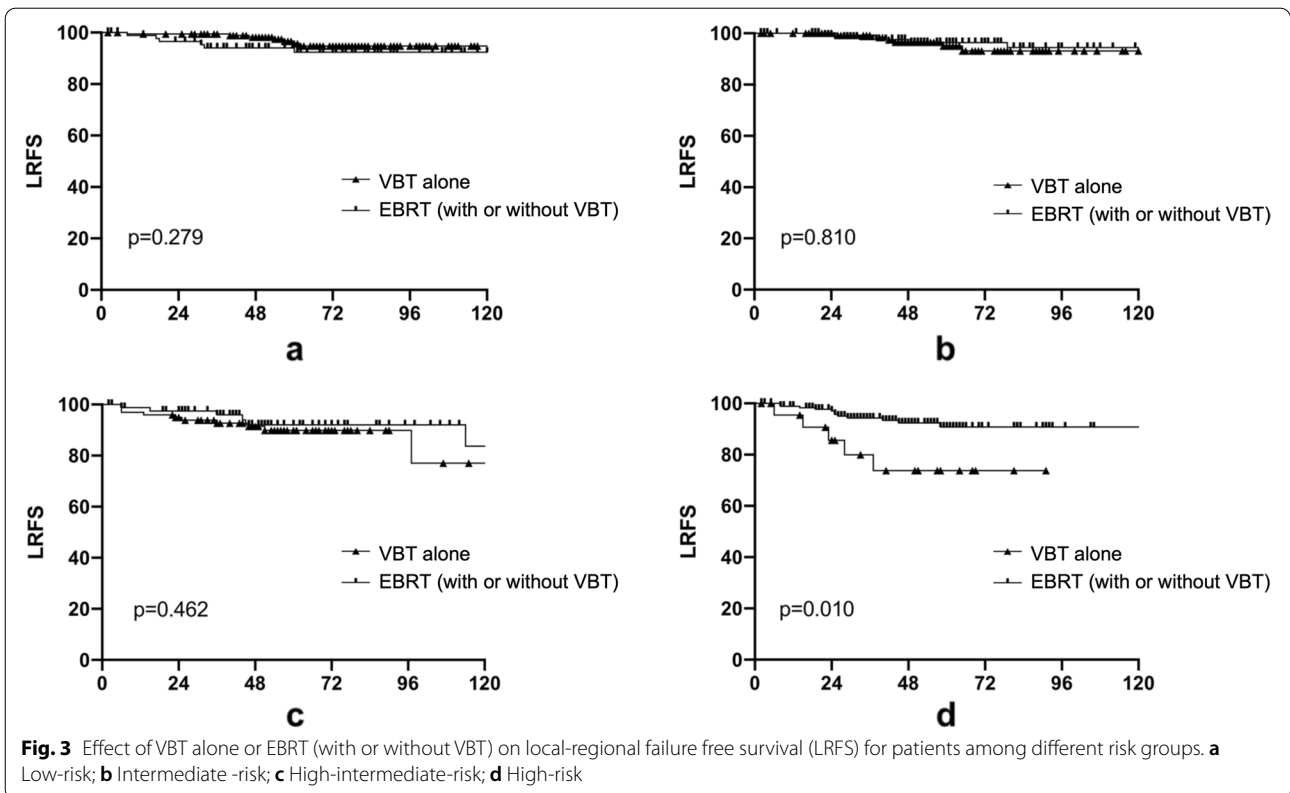 100
80
60
40
20
0
LRFS
VBT alone
EBRT (with or without VBT)
p=0.279
0 24 48 72 96 120
a
100
80
60
40
20
0
LRFS
VBT alone
EBRT (with or without VBT)
p=0.810
0 24 48 72 96 120
b
100
80
60
40
20
0
LRFS
VBT alone
EBRT (with or without VBT)
p=0.462
0 24 48 72 96 120
c
100
80
60
40
20
0
LRFS
VBT alone
EBRT (with or without VBT)
p=0.010
0 24 48 72 96 120
d
Fig. 3 Effect of VBT alone or EBRT (with or without VBT) on local-regional failure free survival (LRFS) for patients among different risk groups. a
Low-risk; b Intermediate -risk; c High-intermediate-risk; d High-risk